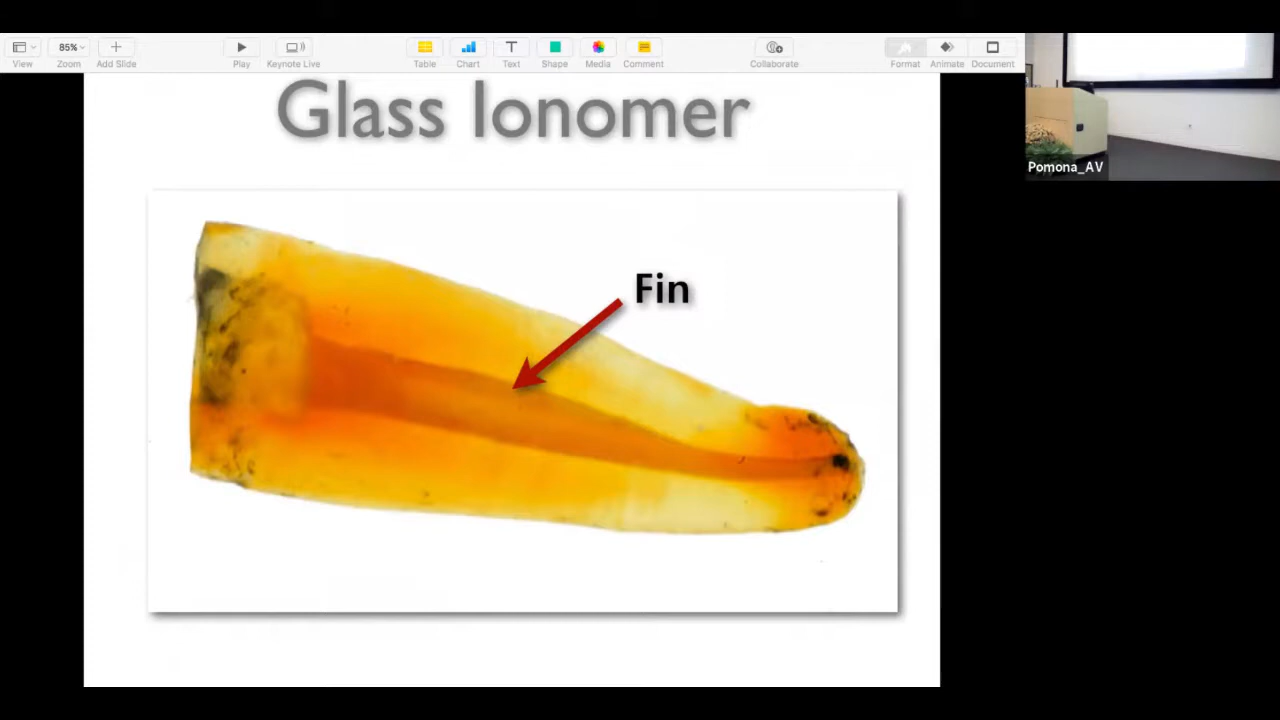 85%
View
Zoom
Add Slide
Play
Keynote Live
Table
Chart
Text
Shape
Media
Comment
Collaborate
Format
Animate
Document
Glass Ionomer
Fin
Pomona_AV